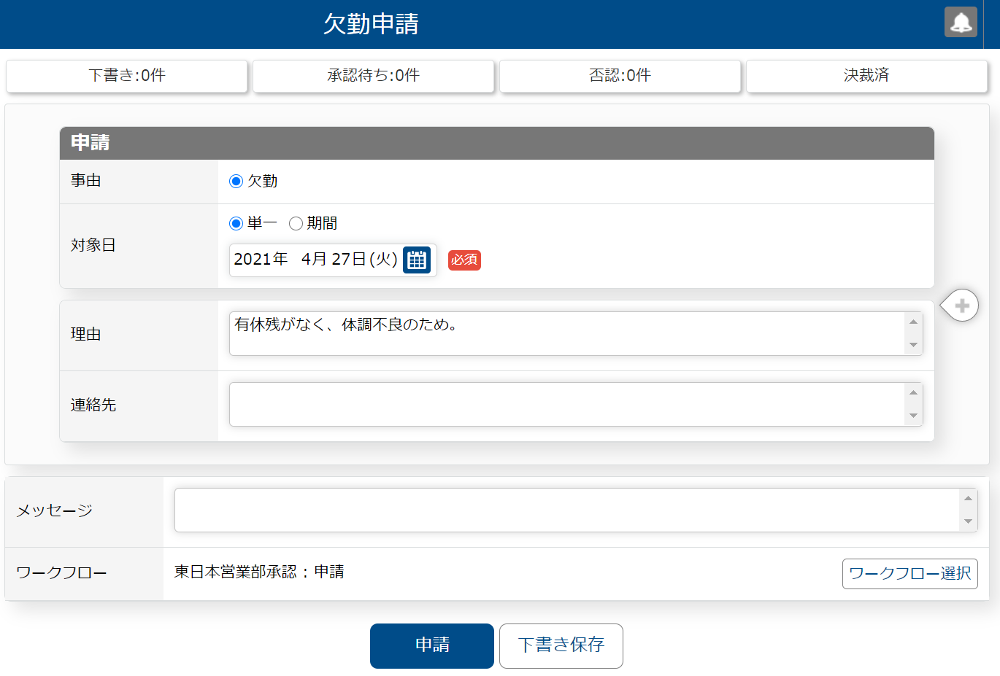 欠勤申請
下書き:0件 承認待ち:0件 否認:0件 決裁済
申請
事由 欠勤
対象日 単一 期間
2021年 4月 27日(火) 必須
理由 有休残がなく、体調不良のため。
連絡先
メッセージ
ワークフロー 東日本営業部承認：申請 ワークフロー選択
申請 下書き保存